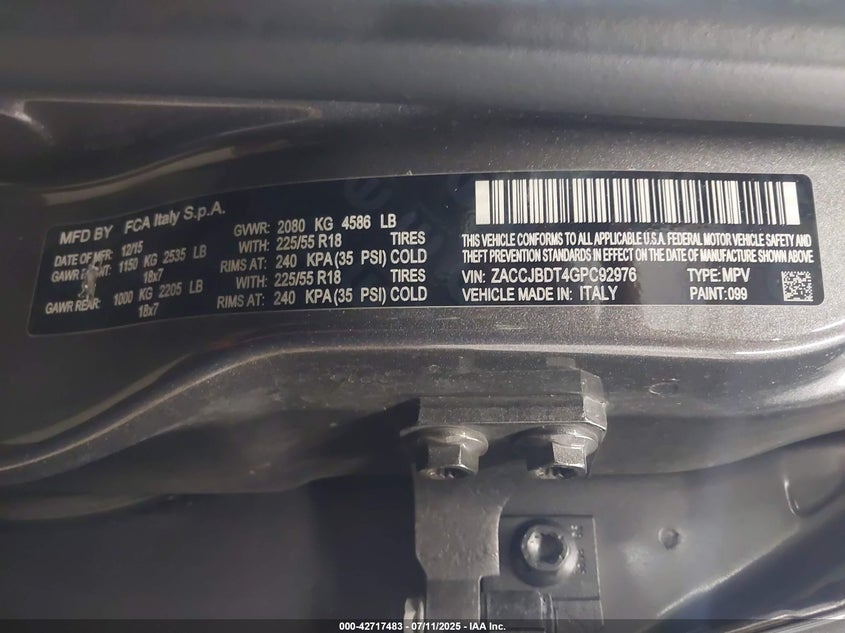 MFD BY FCA Italy S.p.A.
DATE OF MFR: 12/15 GVWR: 2080 KG 4586 LB
GAWR 1150 KG 2535 LB WITH: 225/55 R18 TIRES
18x7 RIMS AT: 240 KPA (35 PSI) COLD
GAWR REAR: 1000 KG 2205 LB WITH: 225/55 R18 TIRES
18x7 RIMS AT: 240 KPA (35 PSI) COLD
THIS VEHICLE CONFORMS TO ALL APPLICABLE U.S.A. FEDERAL MOTOR VEHICLE SAFETY AND
THEFT PREVENTION STANDARDS IN EFFECT ON THE DATE OF MANUFACTURE SHOWN ABOVE.
VIN: ZACCJBDT4GPC92976 TYPE: MPV
VEHICLE MADE IN: ITALY PAINT: 099
000-42717483 - 07/11/2025 - IAA Inc.